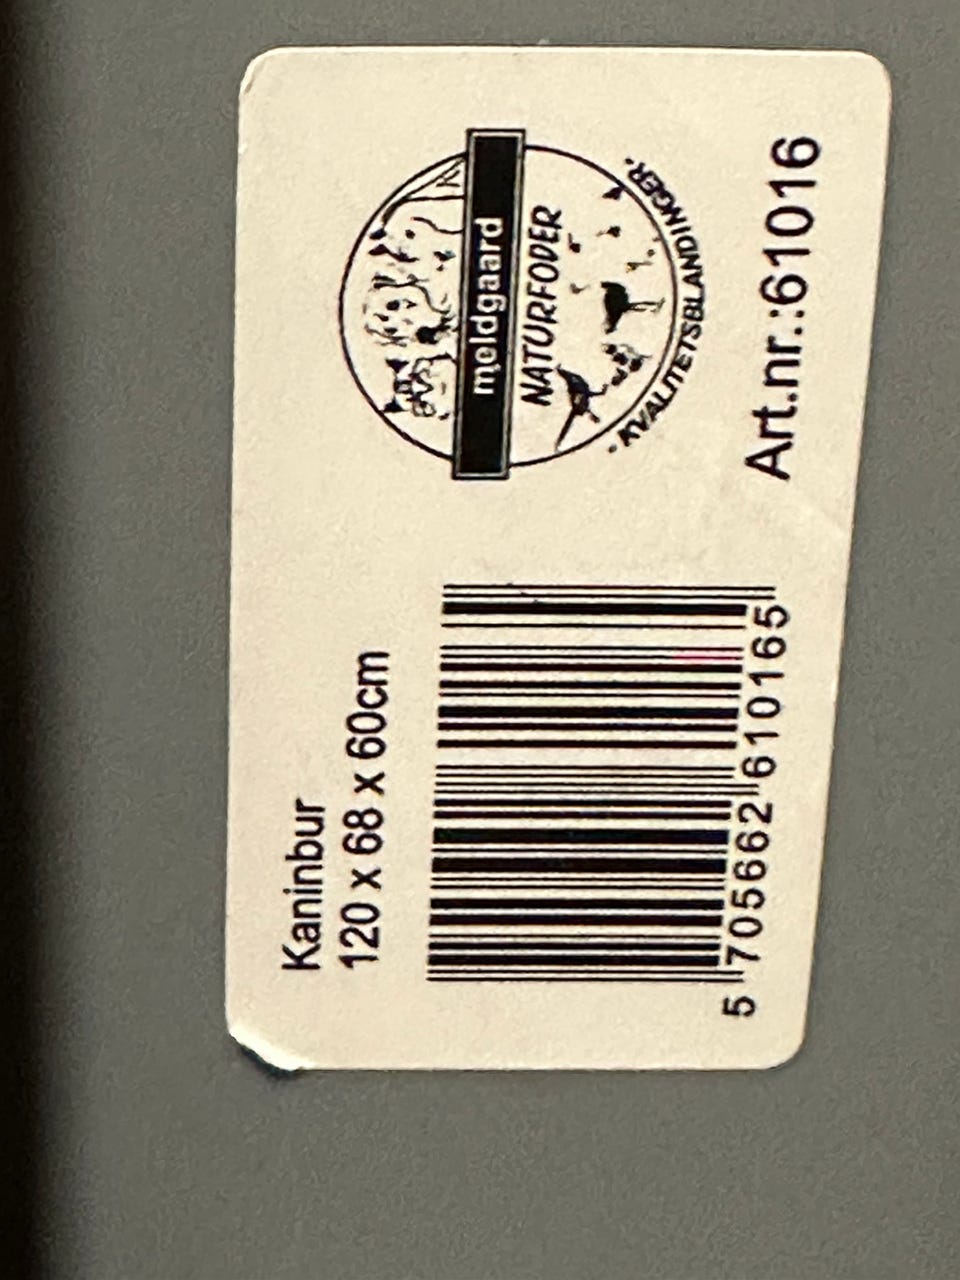 Kaninbur
120 x 68 x 60cm
5 705662 610165
meldgaard
NATURFODER
· KVALITETSBLANDINGER ·
Art.nr.:61016